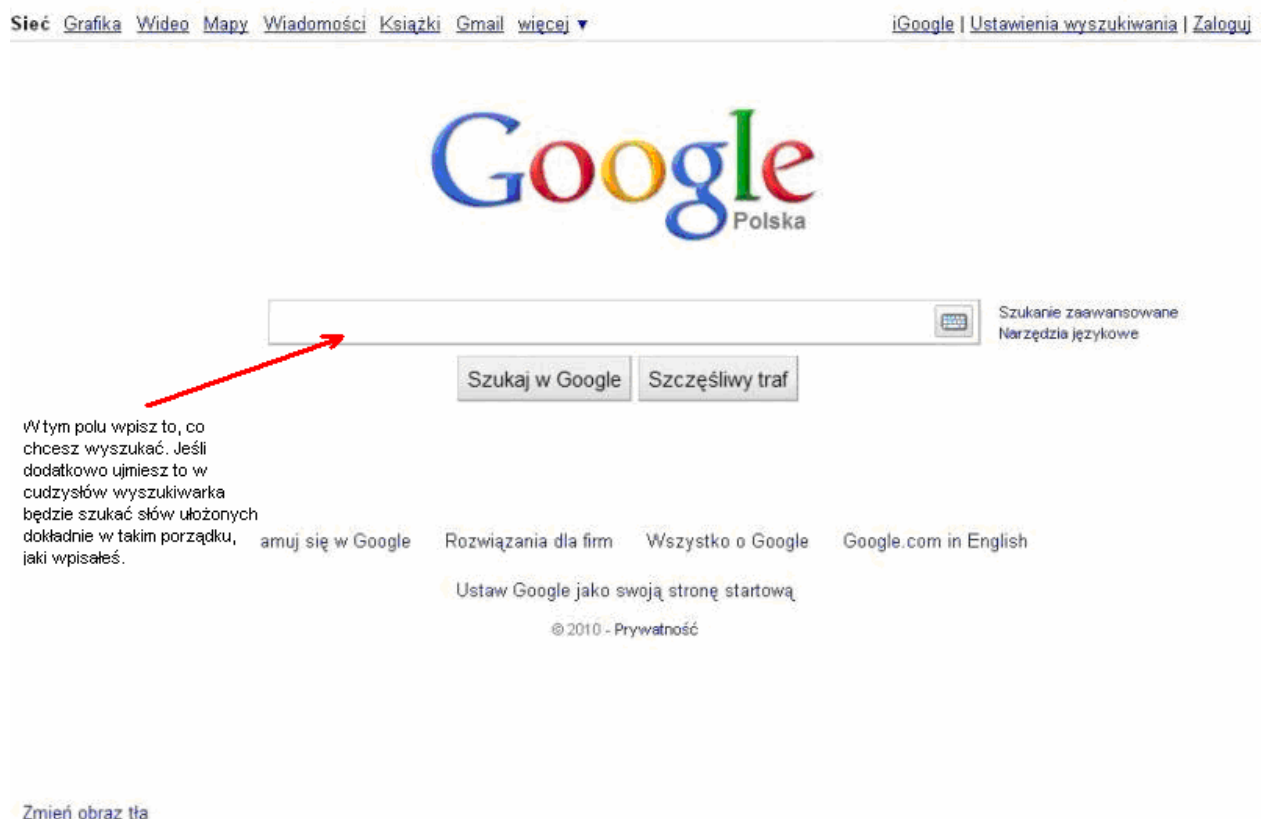 Sieć Grafika Wideo Mapy Wiadomości Książki Gmail więcej ▼ iGoogle | Ustawienia wyszukiwania | Zaloguj
Google
Polska
Szukanie zaawansowane
Narzędzia językowe
Szukaj w Google Szczęśliwy traf
W tym polu wpisz to, co
chcesz wyszukać. Jeśli
dodatkowo ujmiesz to w
cudzysłów wyszukiwarka
będzie szukać słów ułożonych
dokładnie w takim porządku,
jaki wpisałeś.
amuj się w Google Rozwiązania dla firm Wszystko o Google Google.com in English
Ustaw Google jako swoją stronę startową
© 2010 - Prywatność
Zmień obraz tła